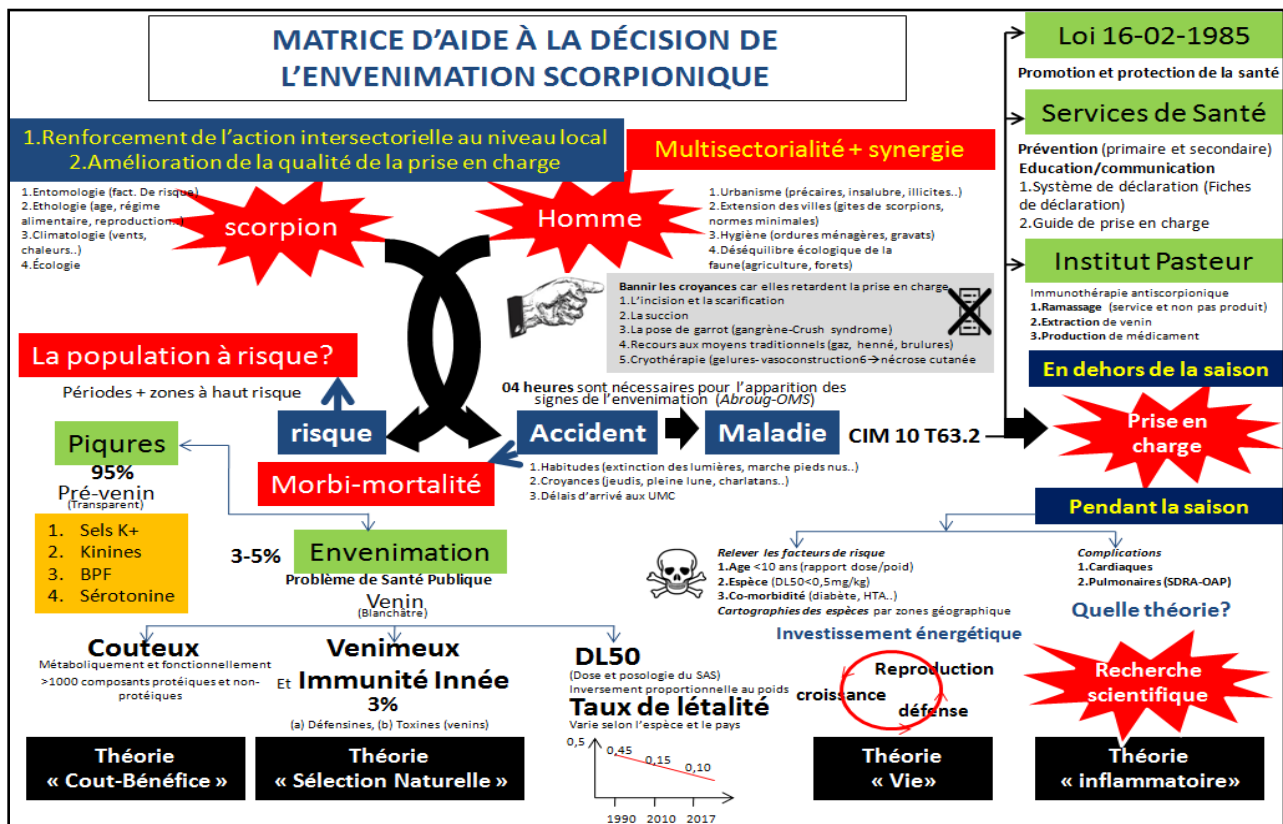 MATRICE D'AIDE À LA DÉCISION DE
L'ENVENIMATION SCORPIONIQUE
1.Renforcement de l'action intersectorielle au niveau local
2.Amélioration de la qualité de la prise en charge
Multisectorialité + synergie
1.Entomologie (fact. De risque)
2.Ethologie (age, régime
alimentaire, reproduction..)
3.Climatologie (vents,
chaleurs..)
4.Écologie
scorpion
Homme
1.Urbanisme (précaires, insalubre, illicites..)
2.Extension des villes (gites de scorpions,
normes minimales)
3.Hygiène (ordures ménagères, gravats)
4.Déséquilibre écologique de la
faune(agriculture, forets)
Bannir les croyances car elles retardent la prise en charge
1.L'incision et la scarification
2.La succion
3.La pose de garrot (gangrène-Crush syndrome)
4.Recours aux moyens traditionnels (gaz, henné, brulures)
5.Cryothérapie (gelures-vasoconstruction6→nécrose cutanée
Loi 16-02-1985
Promotion et protection de la santé
Services de Santé
Prévention (primaire et secondaire)
Education/communication
1.Système de déclaration (Fiches
de déclaration)
2.Guide de prise en charge
Institut Pasteur
Immunothérapie antiscorpionique
1.Ramassage (service et non pas produit)
2.Extraction de venin
3.Production de médicament
En dehors de la saison
Prise en
charge
Pendant la saison
La population à risque?
Périodes + zones à haut risque
04 heures sont nécessaires pour l'apparition des
signes de l'envenimation (Abroug-OMS)
risque
Accident
Maladie
CIM 10 T63.2
Morbi-mortalité
1.Habitudes (extinction des lumières, marche pieds nus..)
2.Croyances (jeudis, pleine lune, charlatans..)
3.Délais d'arrivé aux UMC
Piqures
95%
Pré-venin
(Transparent)
1. Sels K+
2. Kinines
3. BPF
4. Sérotonine
3-5%
Envenimation
Problème de Santé Publique
Venin
(Blanchâtre)
Relever les facteurs de risque
1.Age <10 ans (rapport dose/poid)
2.Espèce (DL50<0,5mg/kg)
3.Co-morbidité (diabète, HTA..)
Cartographies des espèces par zones géographique
Complications
1.Cardiaques
2.Pulmonaires (SDRA-OAP)
Quelle théorie?
Couteux
Métaboliquement et fonctionnellement
>1000 composants protéiques et non-
protéiques
Venimeux
Et Immunité Innée
3%
(a) Défensines, (b) Toxines (venins)
DL50
(Dose et posologie du SAS)
Inversement proportionnelle au poids
Taux de létalité
Varie selon l'espèce et le pays
0,5
0,45
0,15
0,10
1990 2010 2017
Investissement énergétique
Reproduction
croissance
défense
Recherche
scientifique
Théorie
« Cout-Bénéfice »
Théorie
« Sélection Naturelle »
Théorie
« Vie»
Théorie
« inflammatoire»